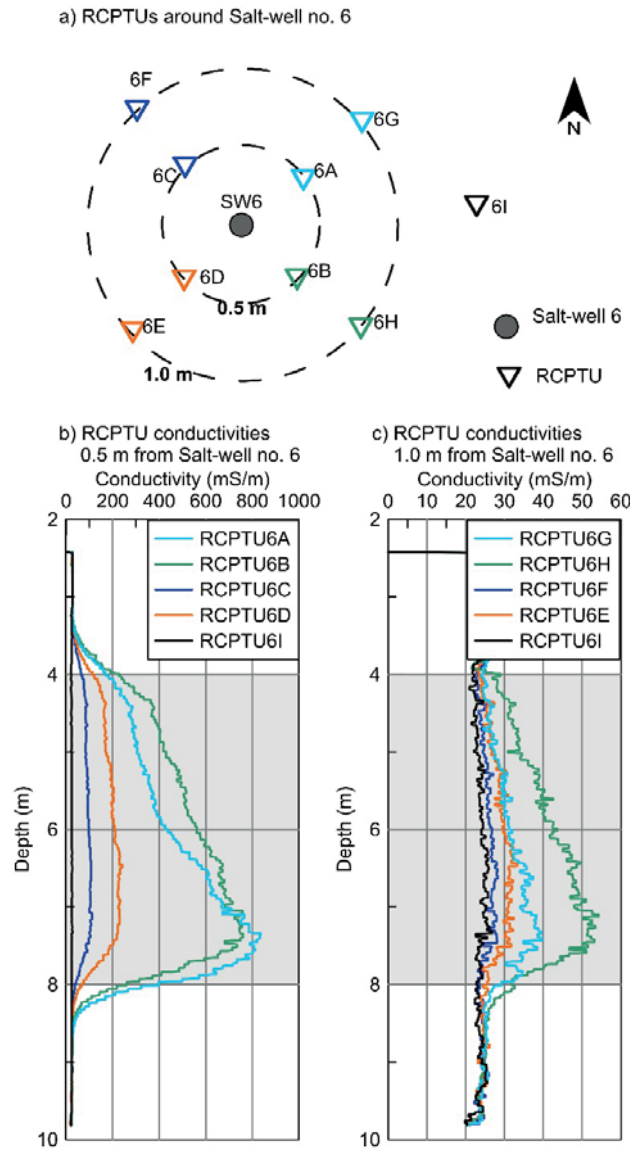 a) RCPTUs around Salt-well no. 6
6F
6G
6C
6A
SW6
6I
N
6D
6B
0.5 m
6E
6H
1.0 m
Salt-well 6
RCPTU
b) RCPTU conductivities
0.5 m from Salt-well no. 6
Conductivity (mS/m)
0 200 400 600 800 1000
2
RCPTU6A
RCPTU6B
RCPTU6C
RCPTU6D
RCPTU6I
4
Depth (m)
6
8
10
c) RCPTU conductivities
1.0 m from Salt-well no. 6
Conductivity (mS/m)
0 20 30 40 50 60
2
RCPTU6G
RCPTU6H
RCPTU6F
RCPTU6E
RCPTU6I
4
Depth (m)
6
8
10